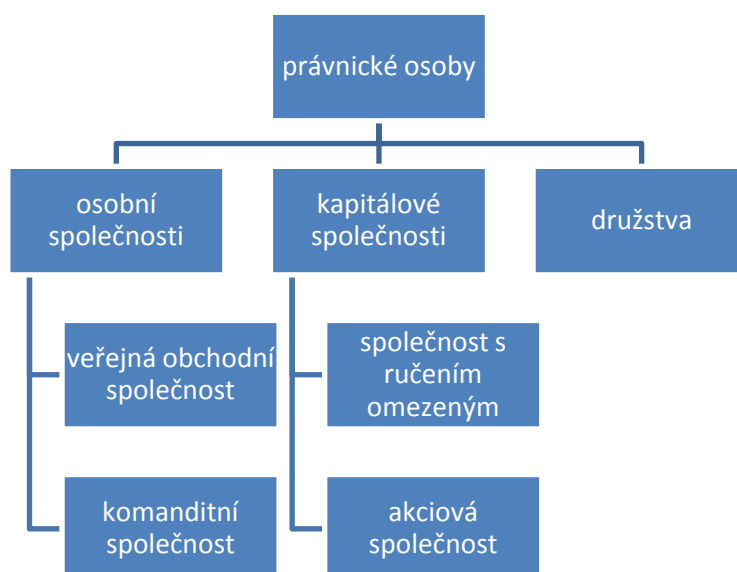 právnické osoby
osobní
společnosti
kapitálové
společnosti
družstva
veřejná obchodní
společnost
společnost s
ručením
omezeným
komanditní
společnost
akciová
společnost